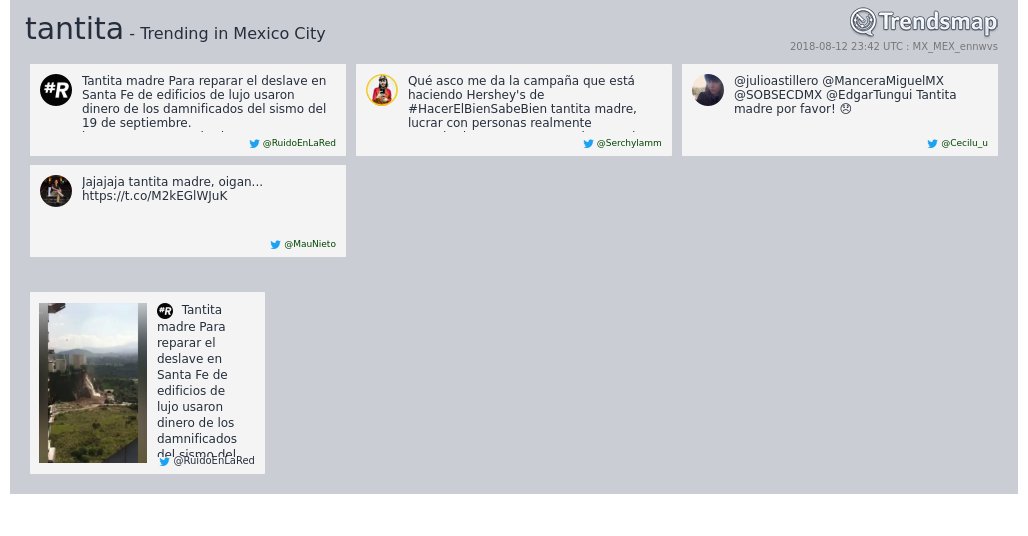 tantita - Trending in Mexico City
Trendsmap
2018-08-12 23:42 UTC : MX_MEX_ennwvs
#R
Tantita madre Para reparar el deslave en
Santa Fe de edificios de lujo usaron
dinero de los damnificados del sismo del
19 de septiembre.
@RuidoEnLaRed
Qué asco me da la campaña que está
haciendo Hershey's de
#HacerElBienSabeBien tantita madre,
lucrar con personas realmente
@Serchylamm
@julioastillero @ManceraMiguelMX
@SOBSECDMX @EdgarTungui Tantita
madre por favor! 😞
@Cecilu_u
Jajajaja tantita madre, oigan...
https://t.co/M2kEGlWJuK
@MauNieto
#R Tantita
madre Para
reparar el
deslave en
Santa Fe de
edificios de
lujo usaron
dinero de los
damnificados
del sismo del
@RuidoEnLaRed